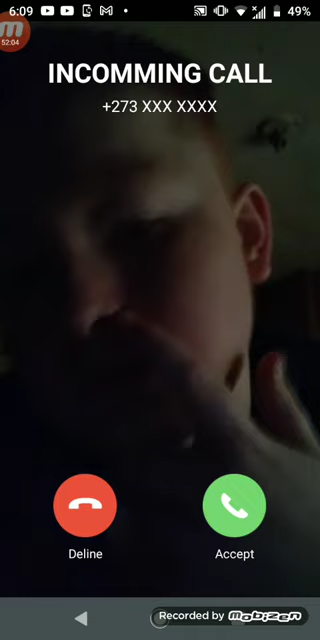 6:09
49%
52:04
INCOMMING CALL
+273 XXX XXXX
Deline
Accept
Recorded by mobizen